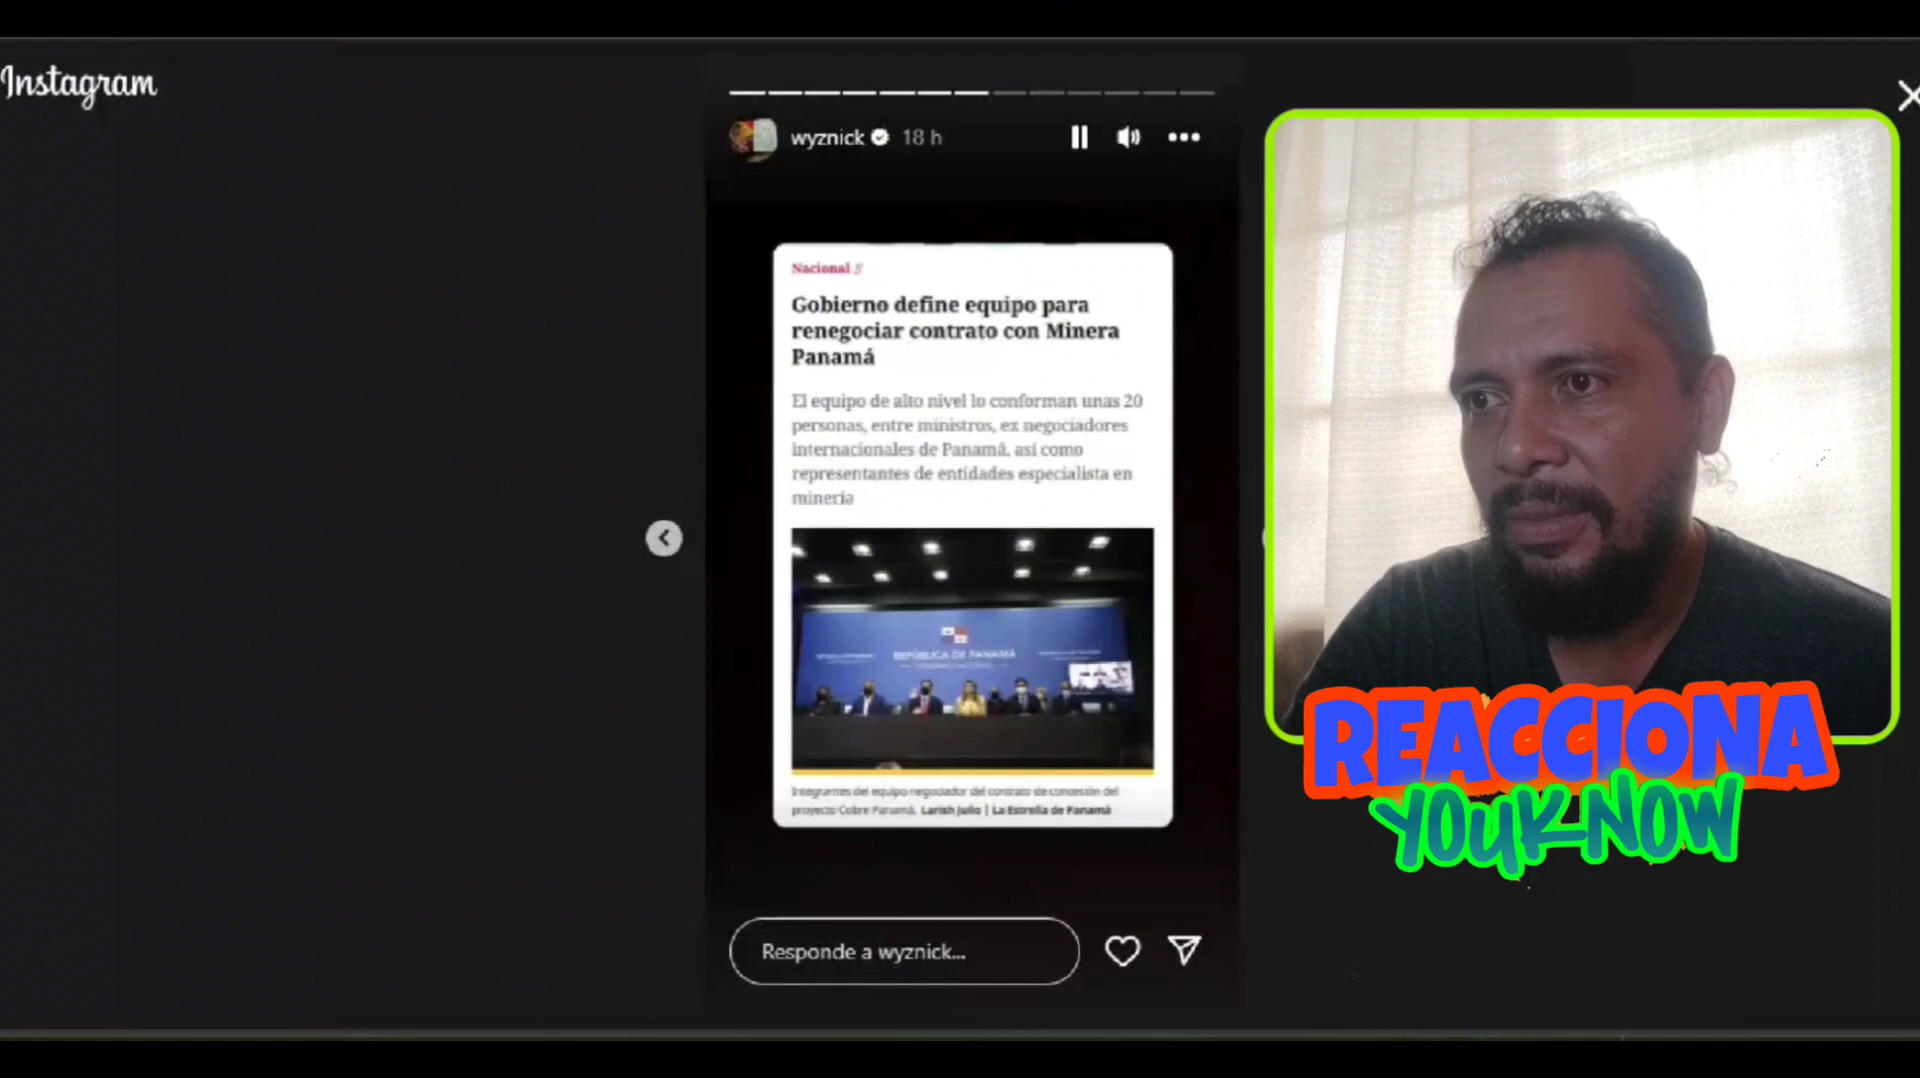 Instagram
wyznick 18 h
Nacional //
Gobierno define equipo para
renegociar contrato con Minera
Panamá
El equipo de alto nivel lo conforman unas 20
personas, entre ministros, ex negociadores
internacionales de Panamá, así como
representantes de entidades especialista en
minería
REPÚBLICA DE PANAMÁ
Integrantes del equipo negociador del contrato de concesión del
proyecto Cobre Panamá. Larish Julio | La Estrella de Panamá
Responde a wyznick...
REACCIONA
YOUK-NOW